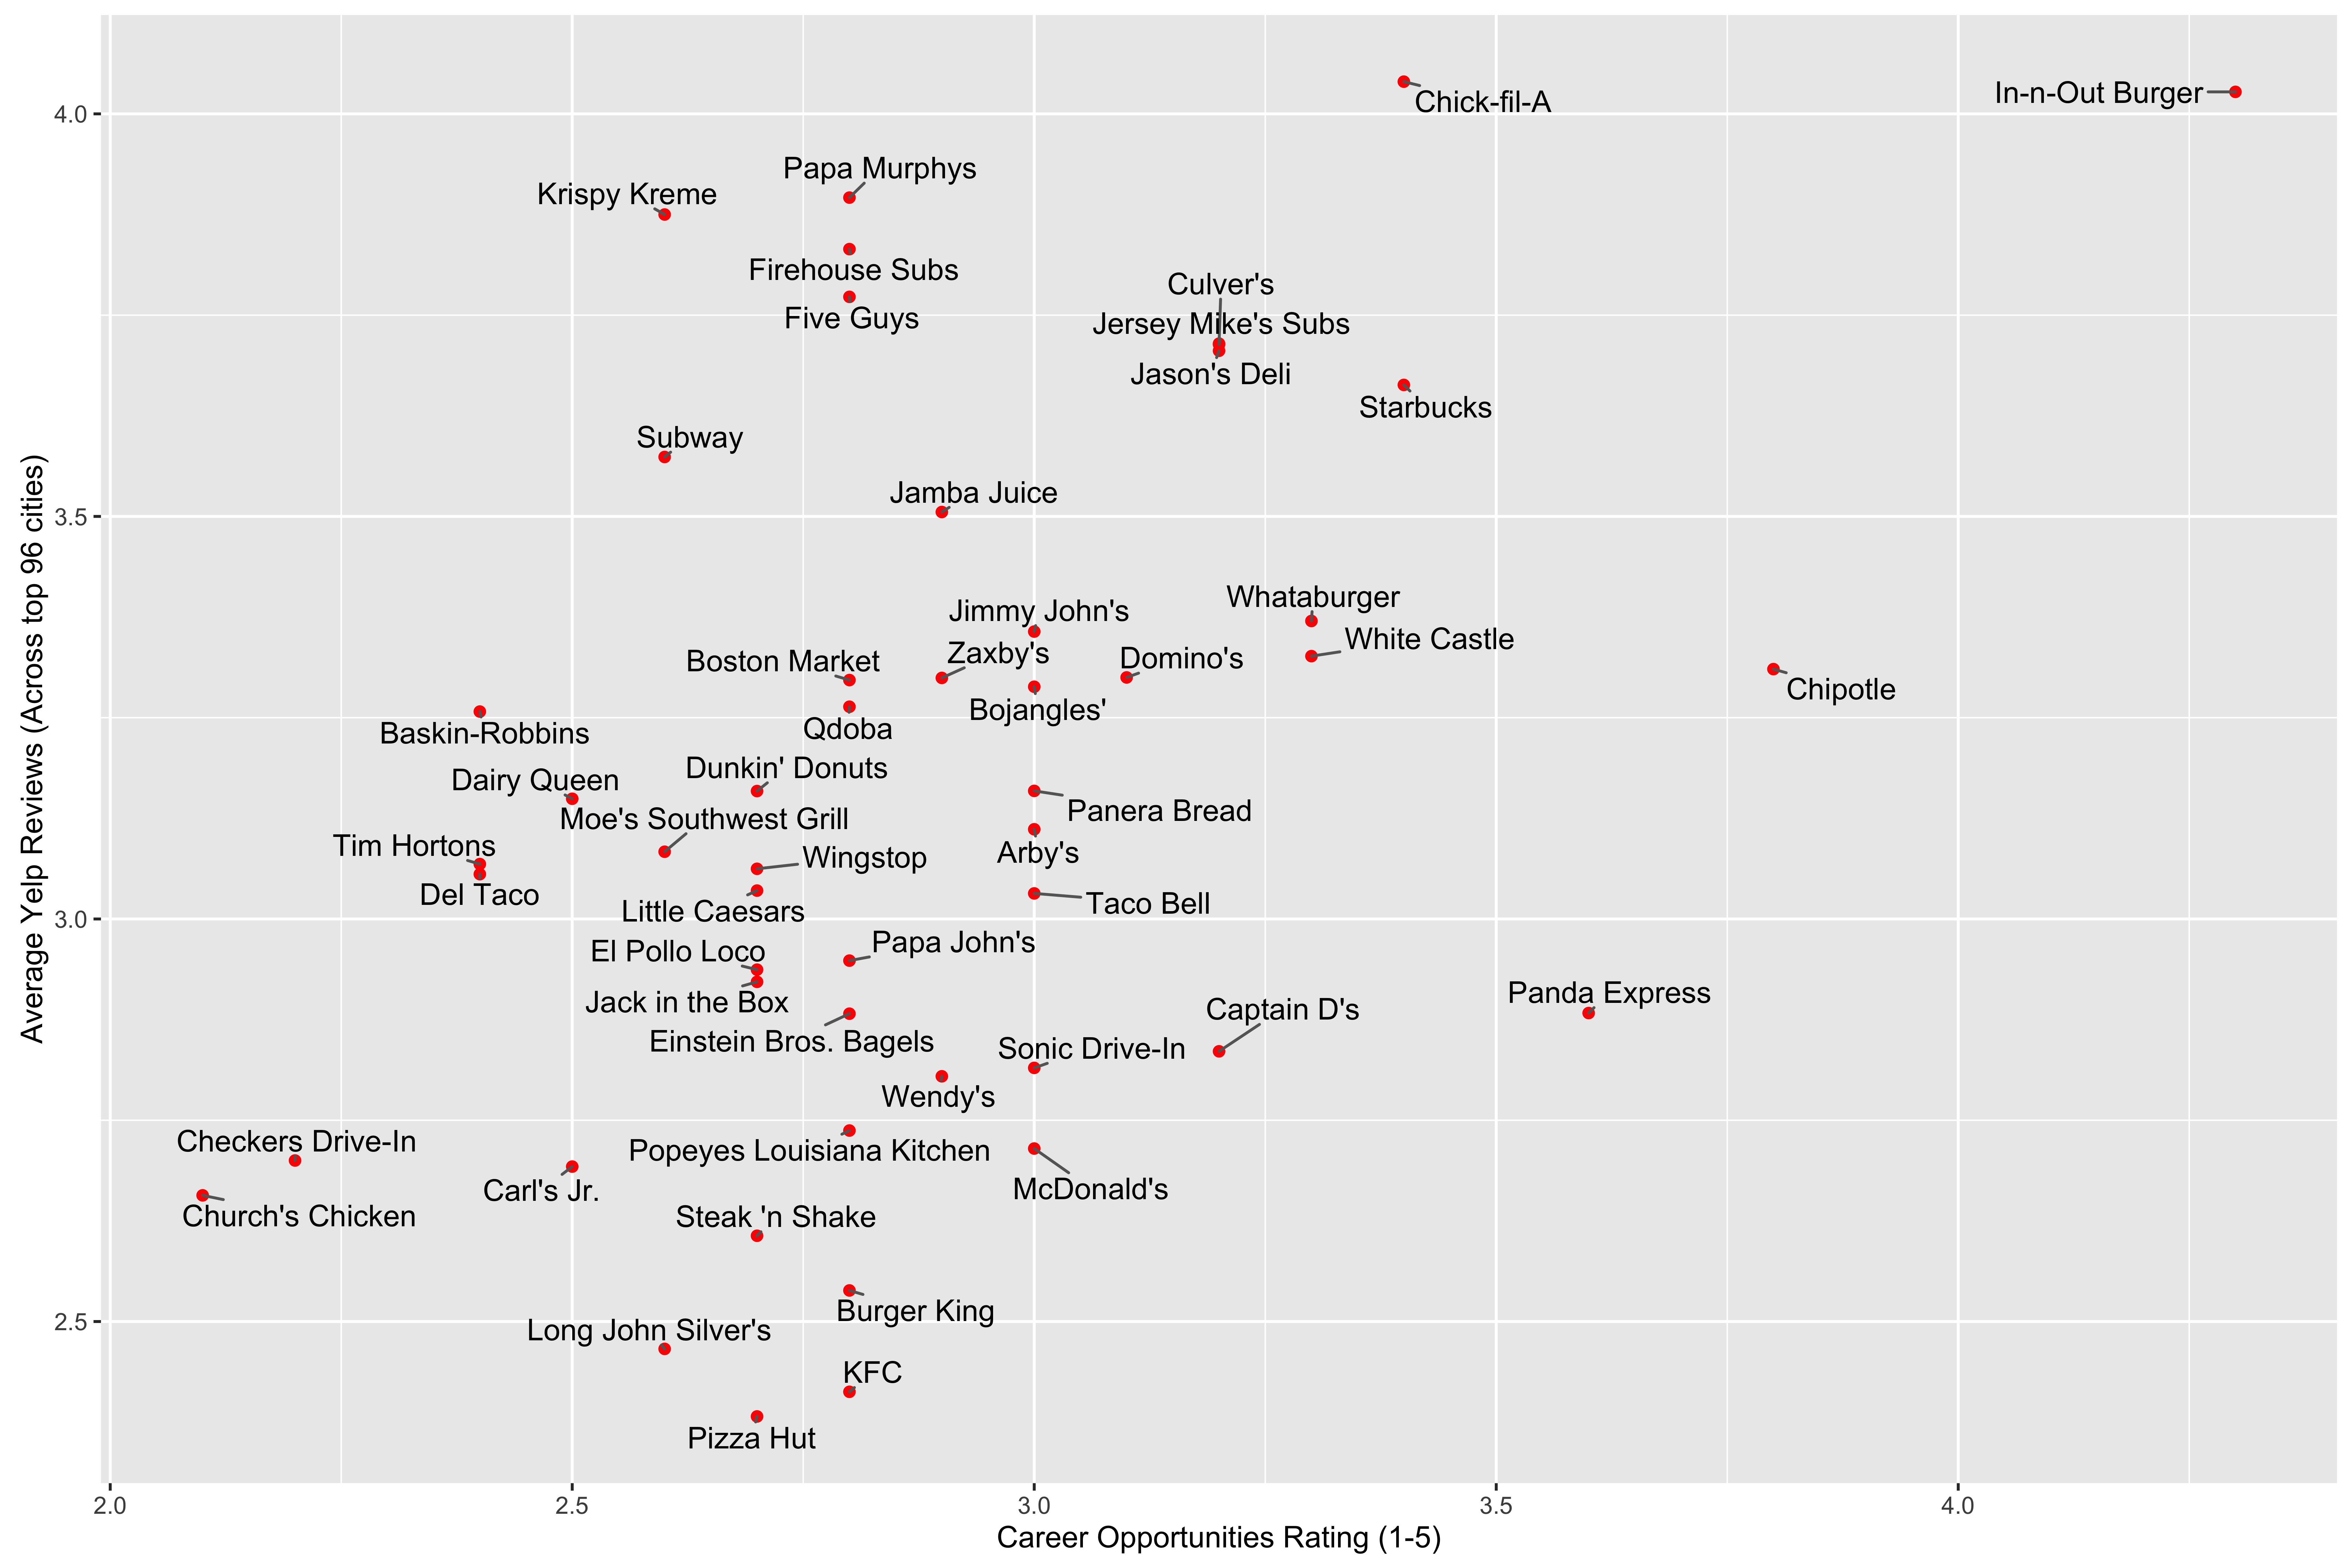 Chick-fil-A
In-n-Out Burger
4.0
Papa Murphys
Krispy Kreme
Firehouse Subs
Culver's
Five Guys
Jersey Mike's Subs
Jason's Deli
Starbucks
Subway
Jamba Juice
3.5
Whataburger
Jimmy John's
White Castle
Zaxby's
Domino's
Boston Market
Chipotle
Bojangles'
Qdoba
Baskin-Robbins
Dunkin' Donuts
Dairy Queen
Panera Bread
Moe's Southwest Grill
Tim Hortons
Arby's
Wingstop
Del Taco
Taco Bell
Little Caesars
3.0
Papa John's
El Pollo Loco
Panda Express
Jack in the Box
Captain D's
Einstein Bros. Bagels
Sonic Drive-In
Wendy's
Checkers Drive-In
Popeyes Louisiana Kitchen
Carl's Jr.
McDonald's
Church's Chicken
Steak 'n Shake
Burger King
2.5
Long John Silver's
KFC
Pizza Hut
2.0
2.5
3.0
3.5
4.0
Career Opportunities Rating (1-5)
Average Yelp Reviews (Across top 96 cities)